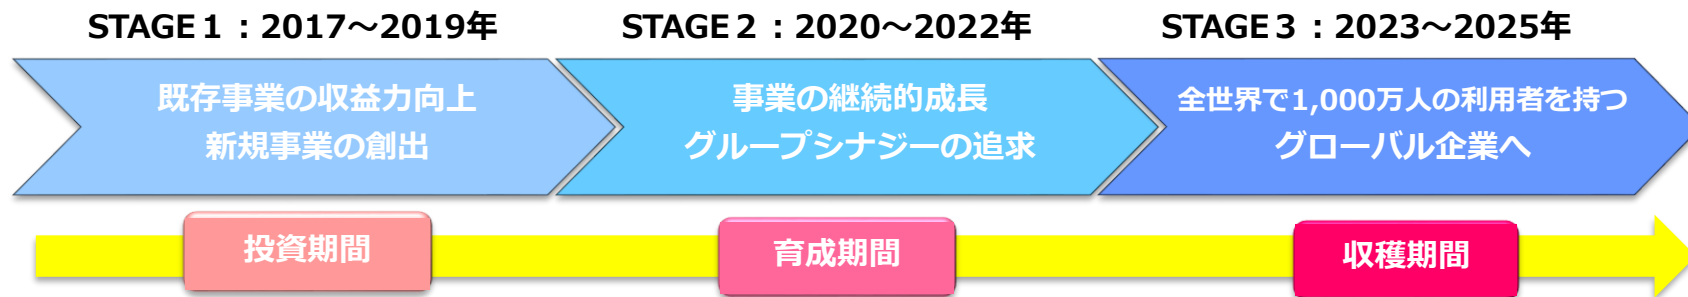 STAGE１：2017～2019年
STAGE２：2020～2022年
STAGE３：2023～2025年
既存事業の収益力向上
新規事業の創出
事業の継続的成長
グループシナジーの追求
全世界で1,000万人の利用者を持つ
グローバル企業へ
投資期間
育成期間
収穫期間